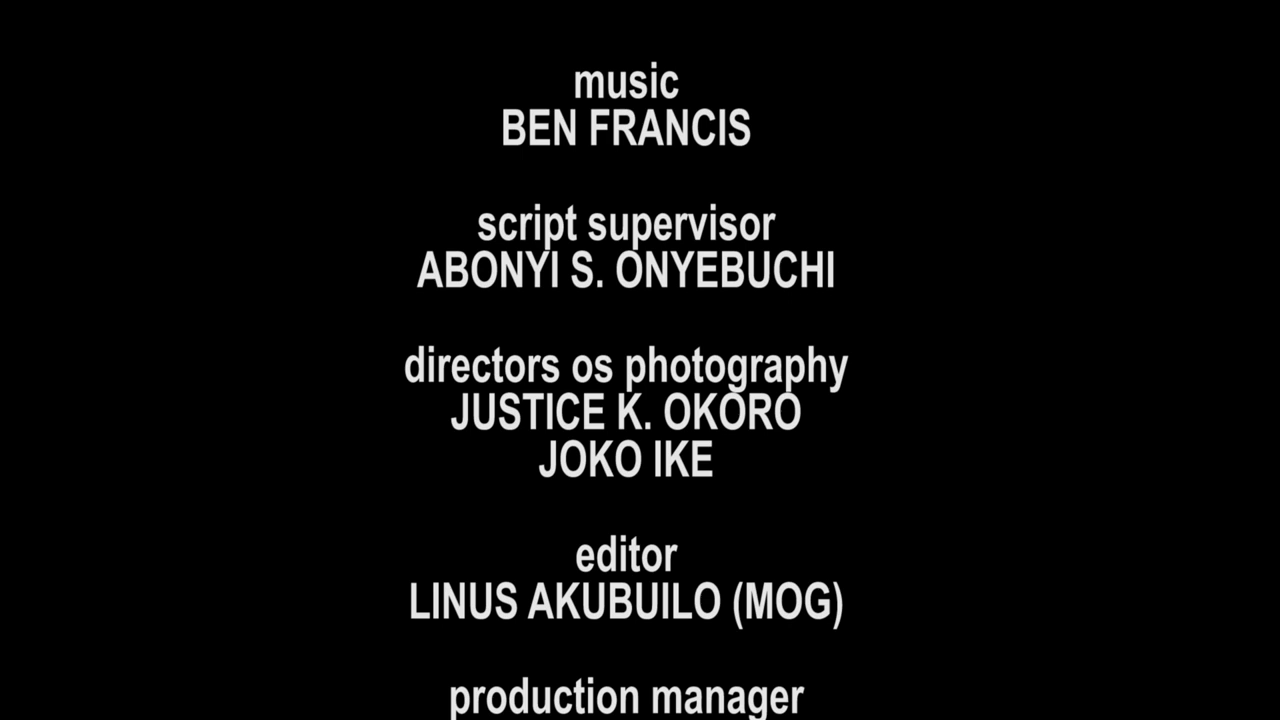 music
BEN FRANCIS
script supervisor
ABONYI S. ONYEBUCHI
directors os photography
JUSTICE K. OKORO
JOKO IKE
editor
LINUS AKUBUILO (MOG)
production manager